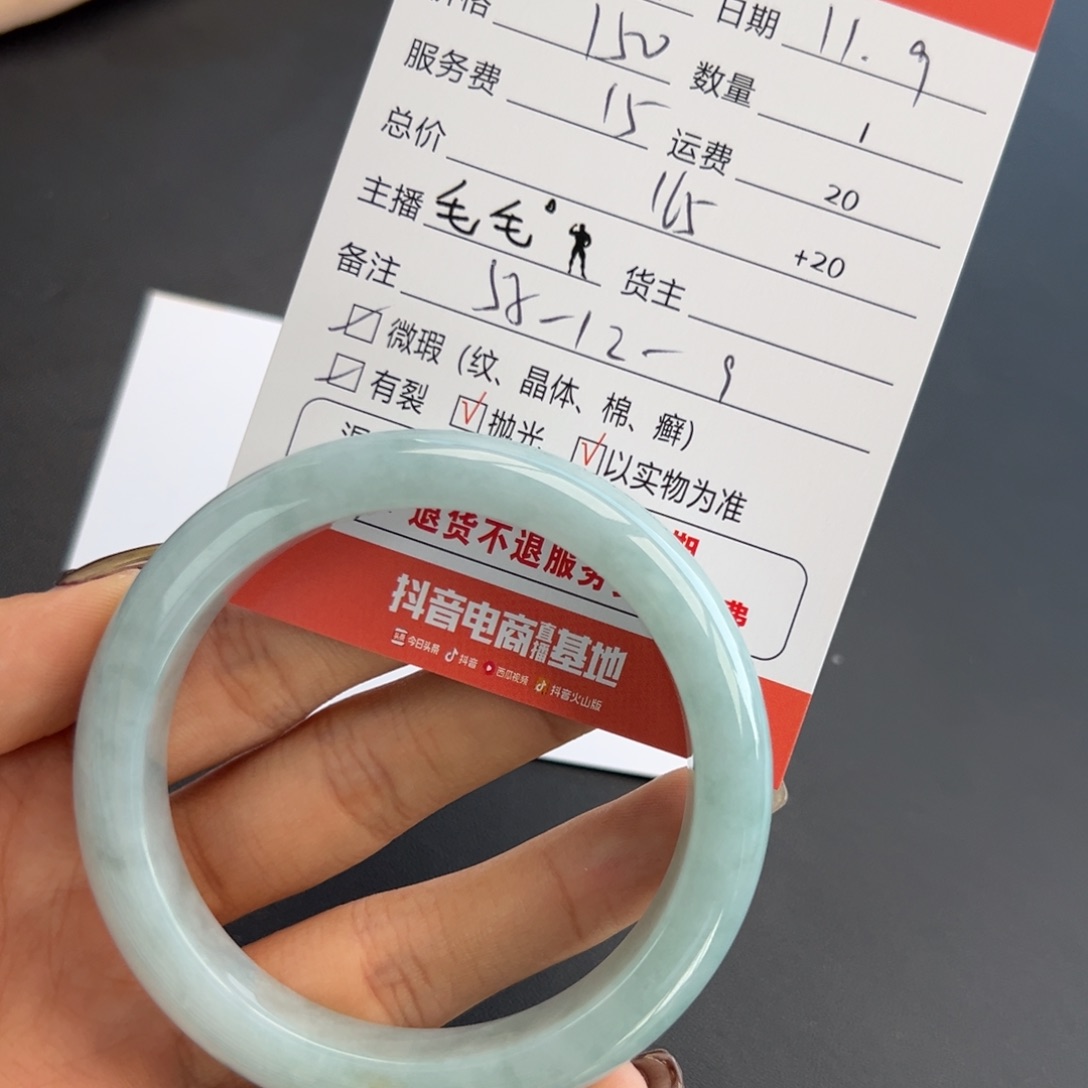 价格 150 日期 11.9
服务费 15 数量 1
总价 165 运费 20
+20
主播 毛毛 货主
备注 58-12-9
微瑕(纹、晶体、棉、癣)
有裂 √抛光 √以实物为准
退货不退服务
费
抖音电商直播基地
头条 今日头条 抖音 西瓜视频 抖音火山版